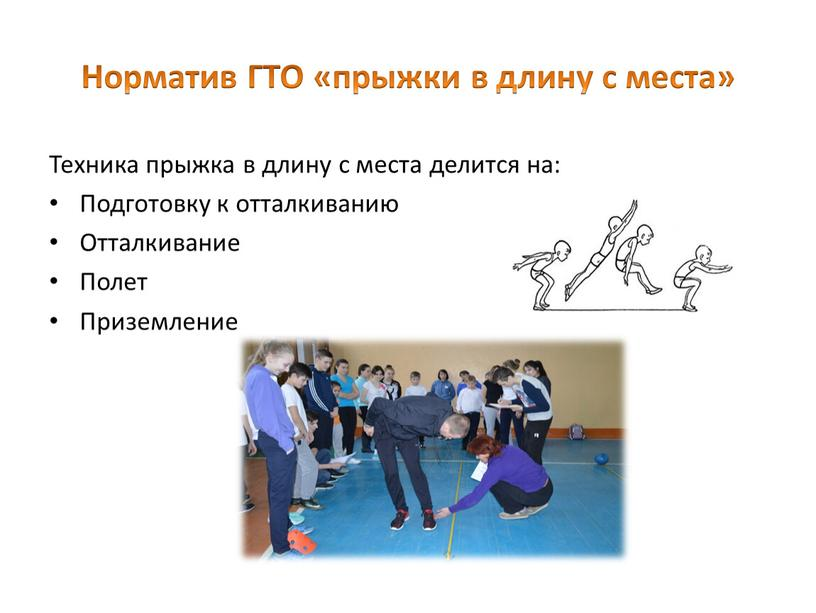 Норматив ГТО «прыжки в длину с места»
Техника прыжка в длину с места делится на:
• Подготовку к отталкиванию
• Отталкивание
• Полет
• Приземление